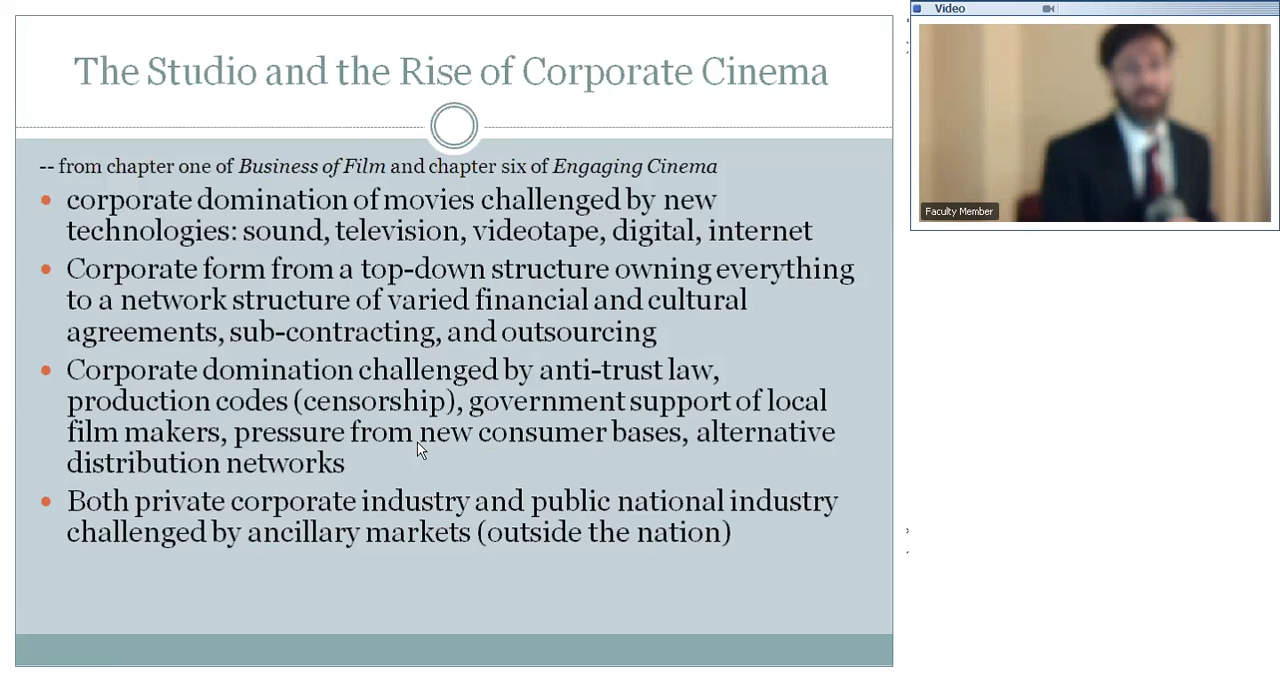 The Studio and the Rise of Corporate Cinema
-- from chapter one of Business of Film and chapter six of Engaging Cinema
corporate domination of movies challenged by new
technologies: sound, television, videotape, digital, internet
Corporate form from a top-down structure owning everything
to a network structure of varied financial and cultural
agreements, sub-contracting, and outsourcing
Corporate domination challenged by anti-trust law,
production codes (censorship), government support of local
film makers, pressure from new consumer bases, alternative
distribution networks
Both private corporate industry and public national industry
challenged by ancillary markets (outside the nation)
Video
Faculty Member